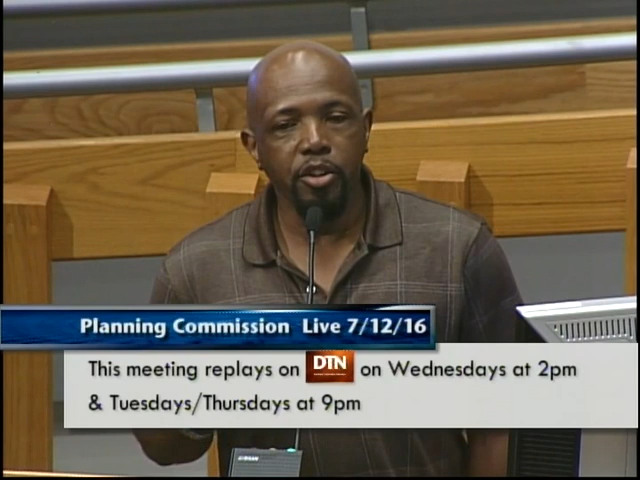 Planning Commission Live 7/12/16
This meeting replays on DTN on Wednesdays at 2pm
& Tuesdays/Thursdays at 9pm